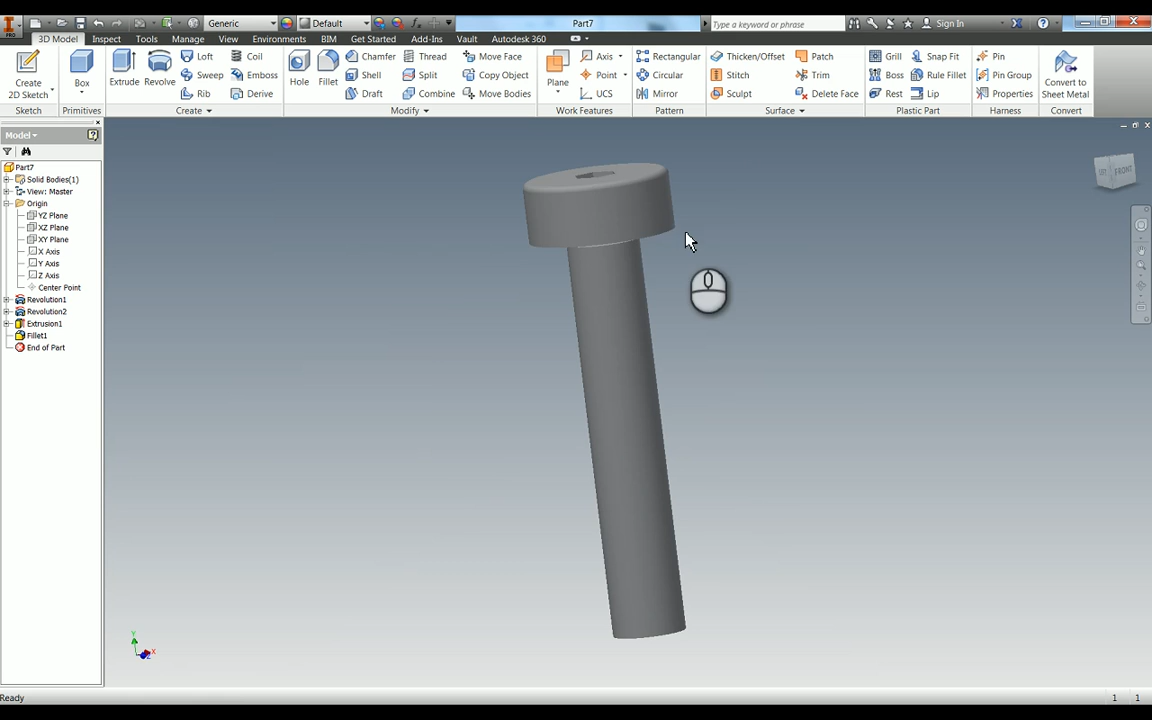 Generic
Default
Part7
Type a keyword or phrase
Sign In
PRO
3D Model Inspect Tools Manage View Environments BIM Get Started Add-Ins Vault Autodesk 360
Create
2D Sketch
Box
Extrude
Revolve
Loft
Sweep
Rib
Coil
Emboss
Derive
Hole
Fillet
Chamfer
Shell
Draft
Thread
Split
Combine
Move Face
Copy Object
Move Bodies
Plane
Axis
Point
UCS
Rectangular
Circular
Mirror
Thicken/Offset
Stitch
Sculpt
Patch
Trim
Delete Face
Grill
Boss
Rest
Snap Fit
Rule Fillet
Lip
Pin
Pin Group
Properties
Convert to
Sheet Metal
Sketch Primitives Create Modify Work Features Pattern Surface Plastic Part Harness Convert
Model
Part7
Solid Bodies(1)
View: Master
Origin
YZ Plane
XZ Plane
XY Plane
X Axis
Y Axis
Z Axis
Center Point
Revolution1
Revolution2
Extrusion1
Fillet1
End of Part
FRONT
Y
X
Z
Ready
1 1